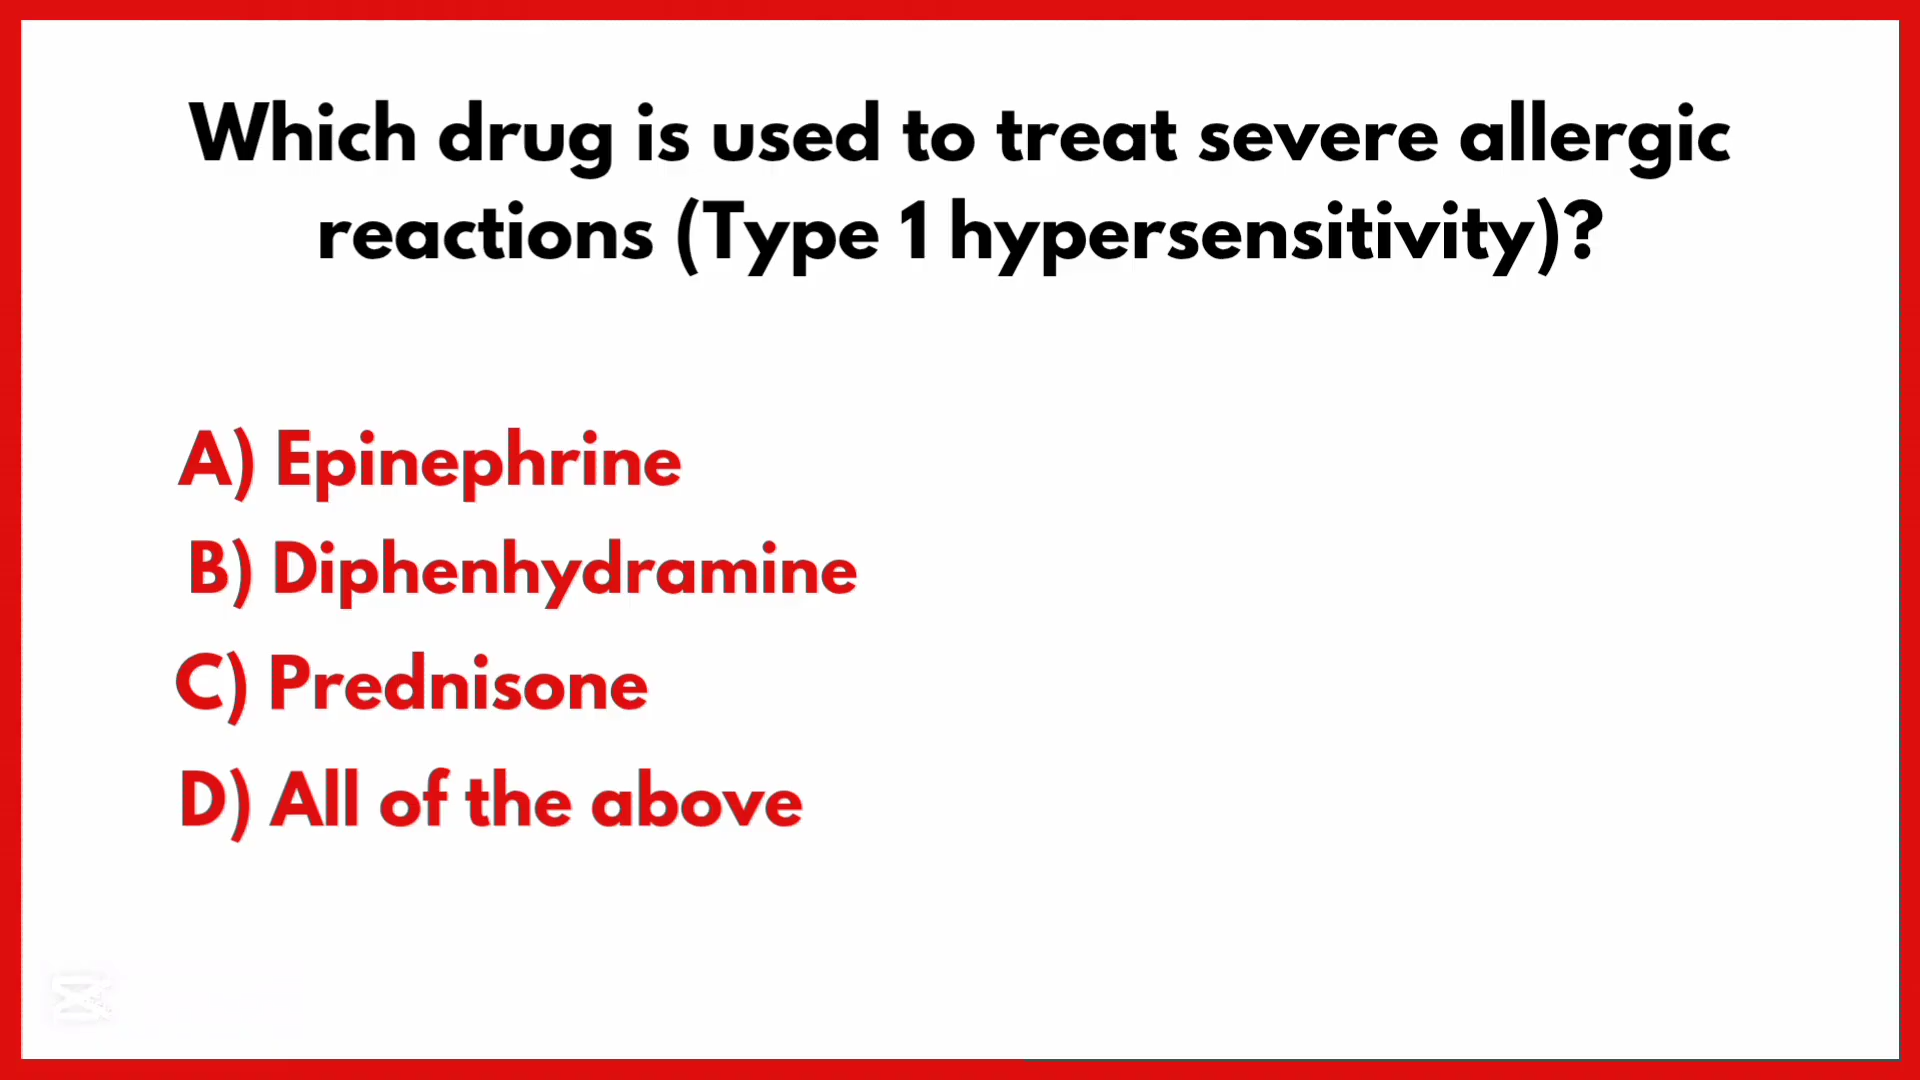 Which drug is used to treat severe allergic
reactions (Type 1 hypersensitivity)?
A) Epinephrine
B) Diphenhydramine
C) Prednisone
D) All of the above